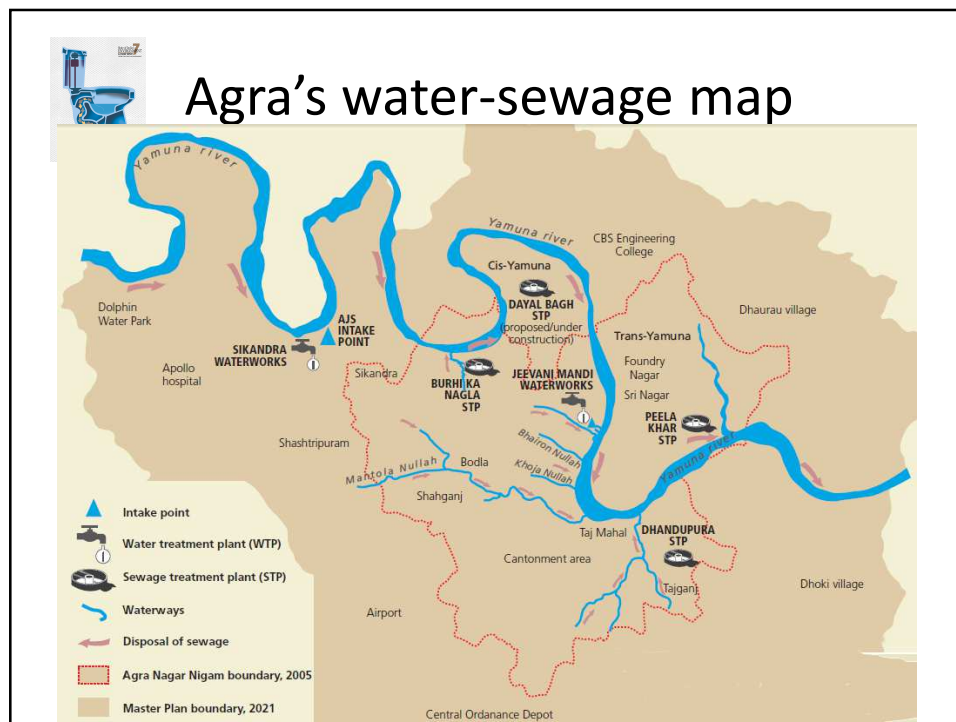 Agra's water-sewage map
Yamuna river
Yamuna river
CBS Engineering
College
Cis-Yamuna
DAYAL BAGH
STP
(proposed/under
construction)
Dolphin
Water Park
AJS
INTAKE
POINT
Dhaurau village
Trans-Yamuna
SIKANDRA
WATERWORKS
Apollo
hospital
Sikandra
BURHI KA
NAGLA
STP
JEEVANI MANDI
WATERWORKS
Foundry
Nagar
Sri Nagar
PEELA
KHAR
STP
Shashtripuram
Mantola Nullah
Bodla
Bhairon Nullah
Khoja Nullah
Yamuna river
Shahganj
Taj Mahal
DHANDUPURA
STP
Cantonment area
Tajganj
Dhoki village
Airport
Central Ordanance Depot
Intake point
Water treatment plant (WTP)
Sewage treatment plant (STP)
Waterways
Disposal of sewage
Agra Nagar Nigam boundary, 2005
Master Plan boundary, 2021